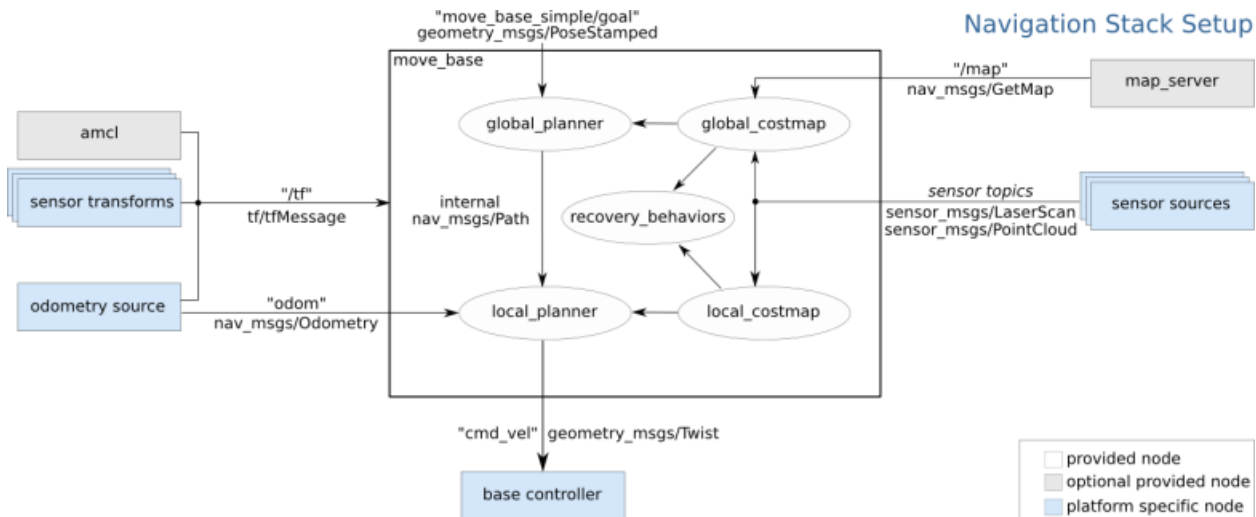 Navigation Stack Setup
"move_base_simple/goal"
geometry_msgs/PoseStamped
move_base
"/map"
nav_msgs/GetMap
map_server
amcl
global_planner
global_costmap
sensor transforms
"/tf"
tf/tfMessage
internal
nav_msgs/Path
recovery_behaviors
sensor topics
sensor_msgs/LaserScan
sensor_msgs/PointCloud
sensor sources
odometry source
"odom"
nav_msgs/Odometry
local_planner
local_costmap
"cmd_vel" geometry_msgs/Twist
base controller
provided node
optional provided node
platform specific node